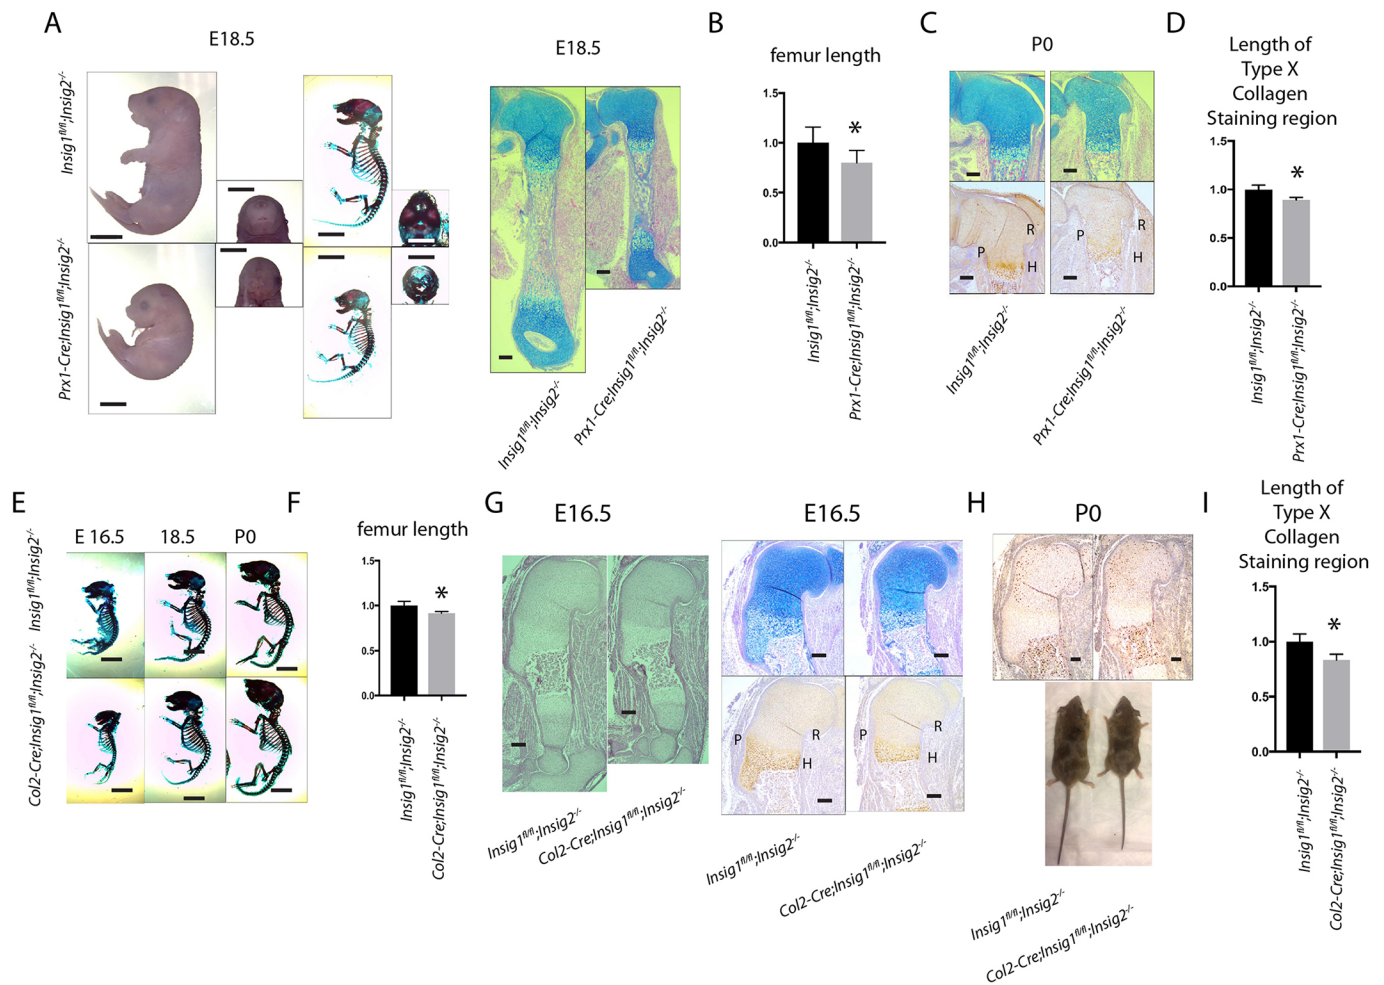 A
E18.5
E18.5
Insig1fl/fl;Insig2-/-
Prx1-Cre;Insig1fl/fl;Insig2-/-
Insig1fl/fl;Insig2-/-
Prx1-Cre;Insig1fl/fl;Insig2-/-
B
femur length
1.5
1.0
0.5
0.0
*
Insig1fl/fl;Insig2-/-
Prx1-Cre;Insig1fl/fl;Insig2-/-
C
P0
P
R
H
P
R
H
Insig1fl/fl;Insig2-/-
Prx1-Cre;Insig1fl/fl;Insig2-/-
D
Length of
Type X
Collagen
Staining region
1.5
1.0
0.5
0.0
*
Insig1fl/fl;Insig2-/-
Prx1-Cre;Insig1fl/fl;Insig2-/-
E
E 16.5 18.5 P0
Insig1fl/fl;Insig2-/-
Col2-Cre;Insig1fl/fl;Insig2-/-
F
femur length
1.5
1.0
0.5
0.0
*
Insig1fl/fl;Insig2-/-
Col2-Cre;Insig1fl/fl;Insig2-/-
G
E16.5
E16.5
P
R
H
P
R
H
Insig1fl/fl;Insig2-/-
Col2-Cre;Insig1fl/fl;Insig2-/-
Insig1fl/fl;Insig2-/-
Col2-Cre;Insig1fl/fl;Insig2-/-
H
P0
Insig1fl/fl;Insig2-/-
Col2-Cre;Insig1fl/fl;Insig2-/-
I
Length of
Type X
Collagen
Staining region
1.5
1.0
0.5
0.0
*
Insig1fl/fl;Insig2-/-
Col2-Cre;Insig1fl/fl;Insig2-/-